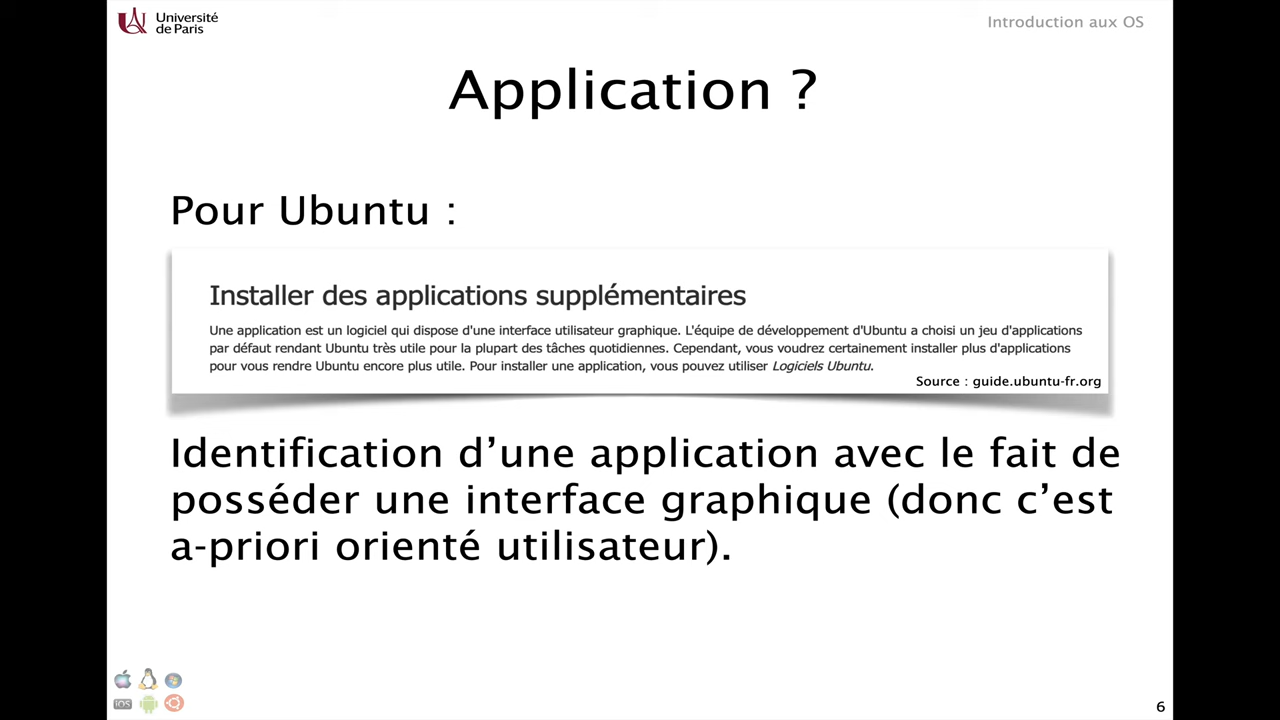 Université
de Paris
Introduction aux OS
Application ?
Pour Ubuntu :
Installer des applications supplémentaires
Une application est un logiciel qui dispose d'une interface utilisateur graphique. L'équipe de développement d'Ubuntu a choisi un jeu d'applications
par défaut rendant Ubuntu très utile pour la plupart des tâches quotidiennes. Cependant, vous voudrez certainement installer plus d'applications
pour vous rendre Ubuntu encore plus utile. Pour installer une application, vous pouvez utiliser Logiciels Ubuntu.
Source : guide.ubuntu-fr.org
Identification d’une application avec le fait de
posséder une interface graphique (donc c’est
a-priori orienté utilisateur).
iOS
6